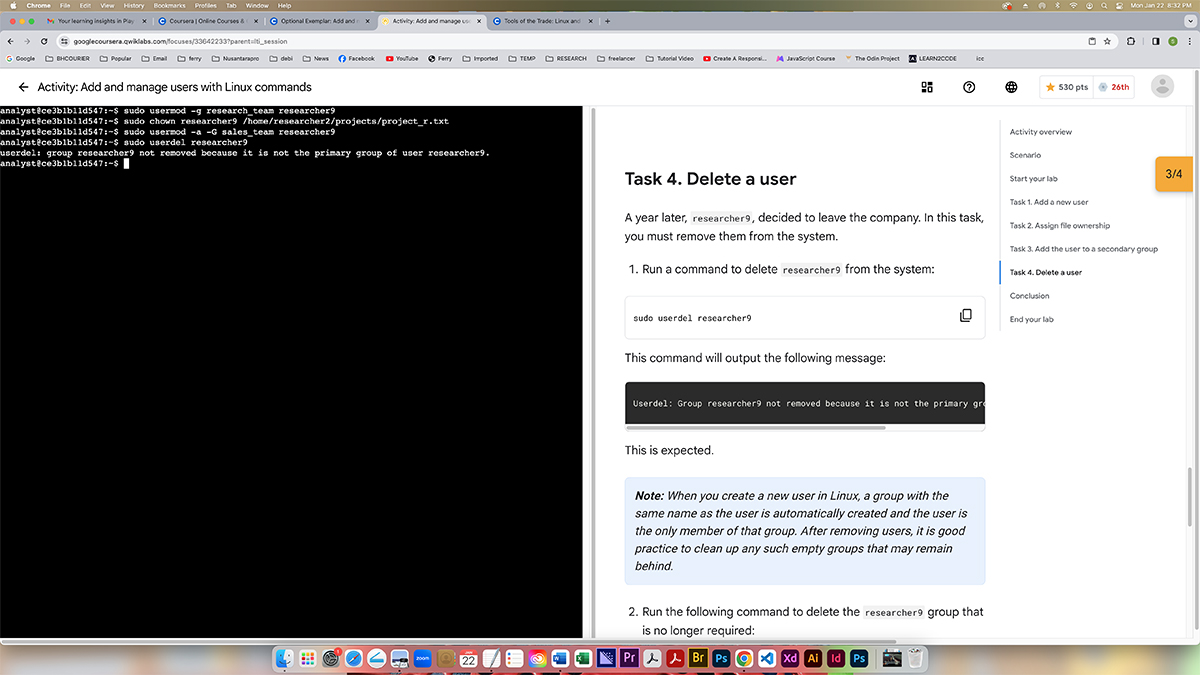 Chrome File Edit View History Bookmarks Profiles Tab Window Help Mon Jan 22 8:32 PM
Your learning insights in Play Coursera | Online Courses & Optional Exemplar: Add and Activity: Add and manage use Tools of the Trade: Linux and
googlecoursera.qwiklabs.com/focuses/33642233?parent=lti_session
Google BHCOURIER Popular Email ferry Nusantarapro debi News Facebook YouTube Ferry Imported TEMP RESEARCH freelancer Tutorial Video Create A Responsi... JavaScript Course The Odin Project LEARN2CODE icc
Activity: Add and manage users with Linux commands
530 pts 26th
analyst@ce3b1b11d547:~$ sudo usermod -g research_team researcher9
analyst@ce3b1b11d547:~$ sudo chown researcher9 /home/researcher2/projects/project_r.txt
analyst@ce3b1b11d547:~$ sudo usermod -a -G sales_team researcher9
analyst@ce3b1b11d547:~$ sudo userdel researcher9
userdel: group researcher9 not removed because it is not the primary group of user researcher9.
analyst@ce3b1b11d547:~$
Task 4. Delete a user
A year later, researcher9, decided to leave the company. In this task,
you must remove them from the system.
1. Run a command to delete researcher9 from the system:
sudo userdel researcher9
This command will output the following message:
Userdel: Group researcher9 not removed because it is not the primary gro
This is expected.
Note: When you create a new user in Linux, a group with the
same name as the user is automatically created and the user is
the only member of that group. After removing users, it is good
practice to clean up any such empty groups that may remain
behind.
2. Run the following command to delete the researcher9 group that
is no longer required:
Activity overview
Scenario
Start your lab
Task 1. Add a new user
Task 2. Assign file ownership
Task 3. Add the user to a secondary group
Task 4. Delete a user
Conclusion
End your lab
3/4
zoom 22 Pr Br Ps Xd Ai Id Ps